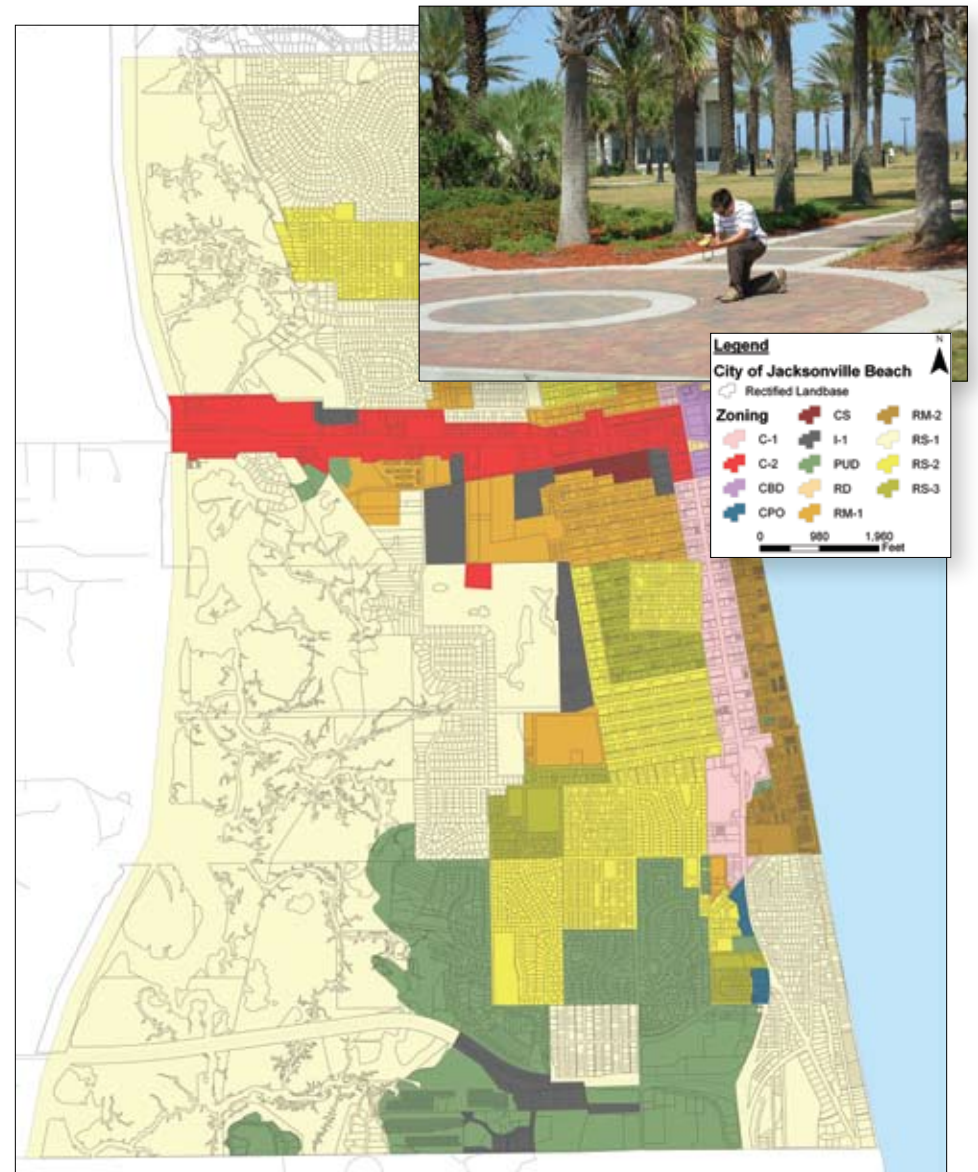 Legend
N
City of Jacksonville Beach
Rectified Landbase
Zoning
C-1
C-2
CBD
CPO
CS
I-1
PUD
RD
RM-1
RM-2
RS-1
RS-2
RS-3
0 980 1,960
Feet